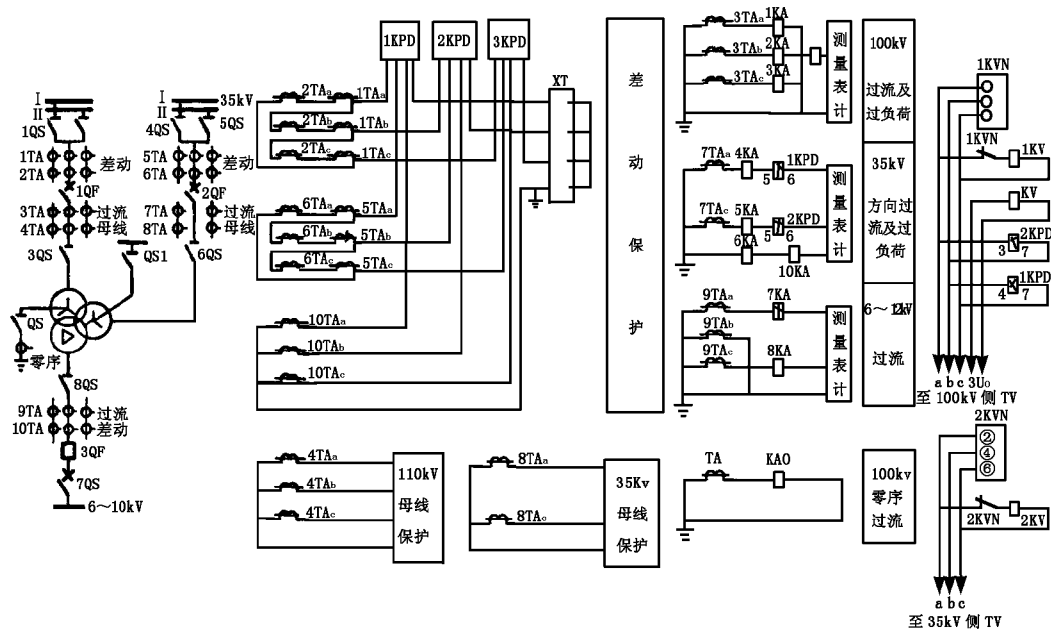 I
II
35kV
1QS
4QS
5QS
1TA
2TA
差动
5TA
6TA
差动
1QF
2QF
3TA
4TA
过流
母线
7TA
8TA
过流
母线
3QS
QS1
6QS
QS
零序
8QS
9TA
10TA
过流
差动
3QF
7QS
6～10kV
1KPD
2KPD
3KPD
XT
2TAa
1TAa
2TAb
1TAb
2TAc
1TAc
6TAa
5TAa
6TAb
5TAb
6TAc
5TAc
10TAa
10TAb
10TAc
差
动
保
护
3TAa
1KA
3TAb
2KA
3TAc
3KA
测
量
表
计
100kV
过流及
过负荷
7TAa
4KA
1KPD
5
6
7TAc
5KA
2KPD
5
6
6KA
10KA
测
量
表
计
35kV
方向过
流及过
负荷
9TAa
7KA
9TAb
9TAc
8KA
测
量
表
计
6～12kV
过流
1KVN
1KVN
1KV
KV
2KPD
3
7
1KPD
4
7
a b c 3U₀
至 100kV 侧 TV
4TAa
4TAb
4TAc
110kV
母线
保护
8TAa
8TAc
35Kv
母线
保护
TA
KAO
100kv
零序
过流
2KVN
②
④
⑥
2KVN
2KV
a b c
至 35kV 侧 TV